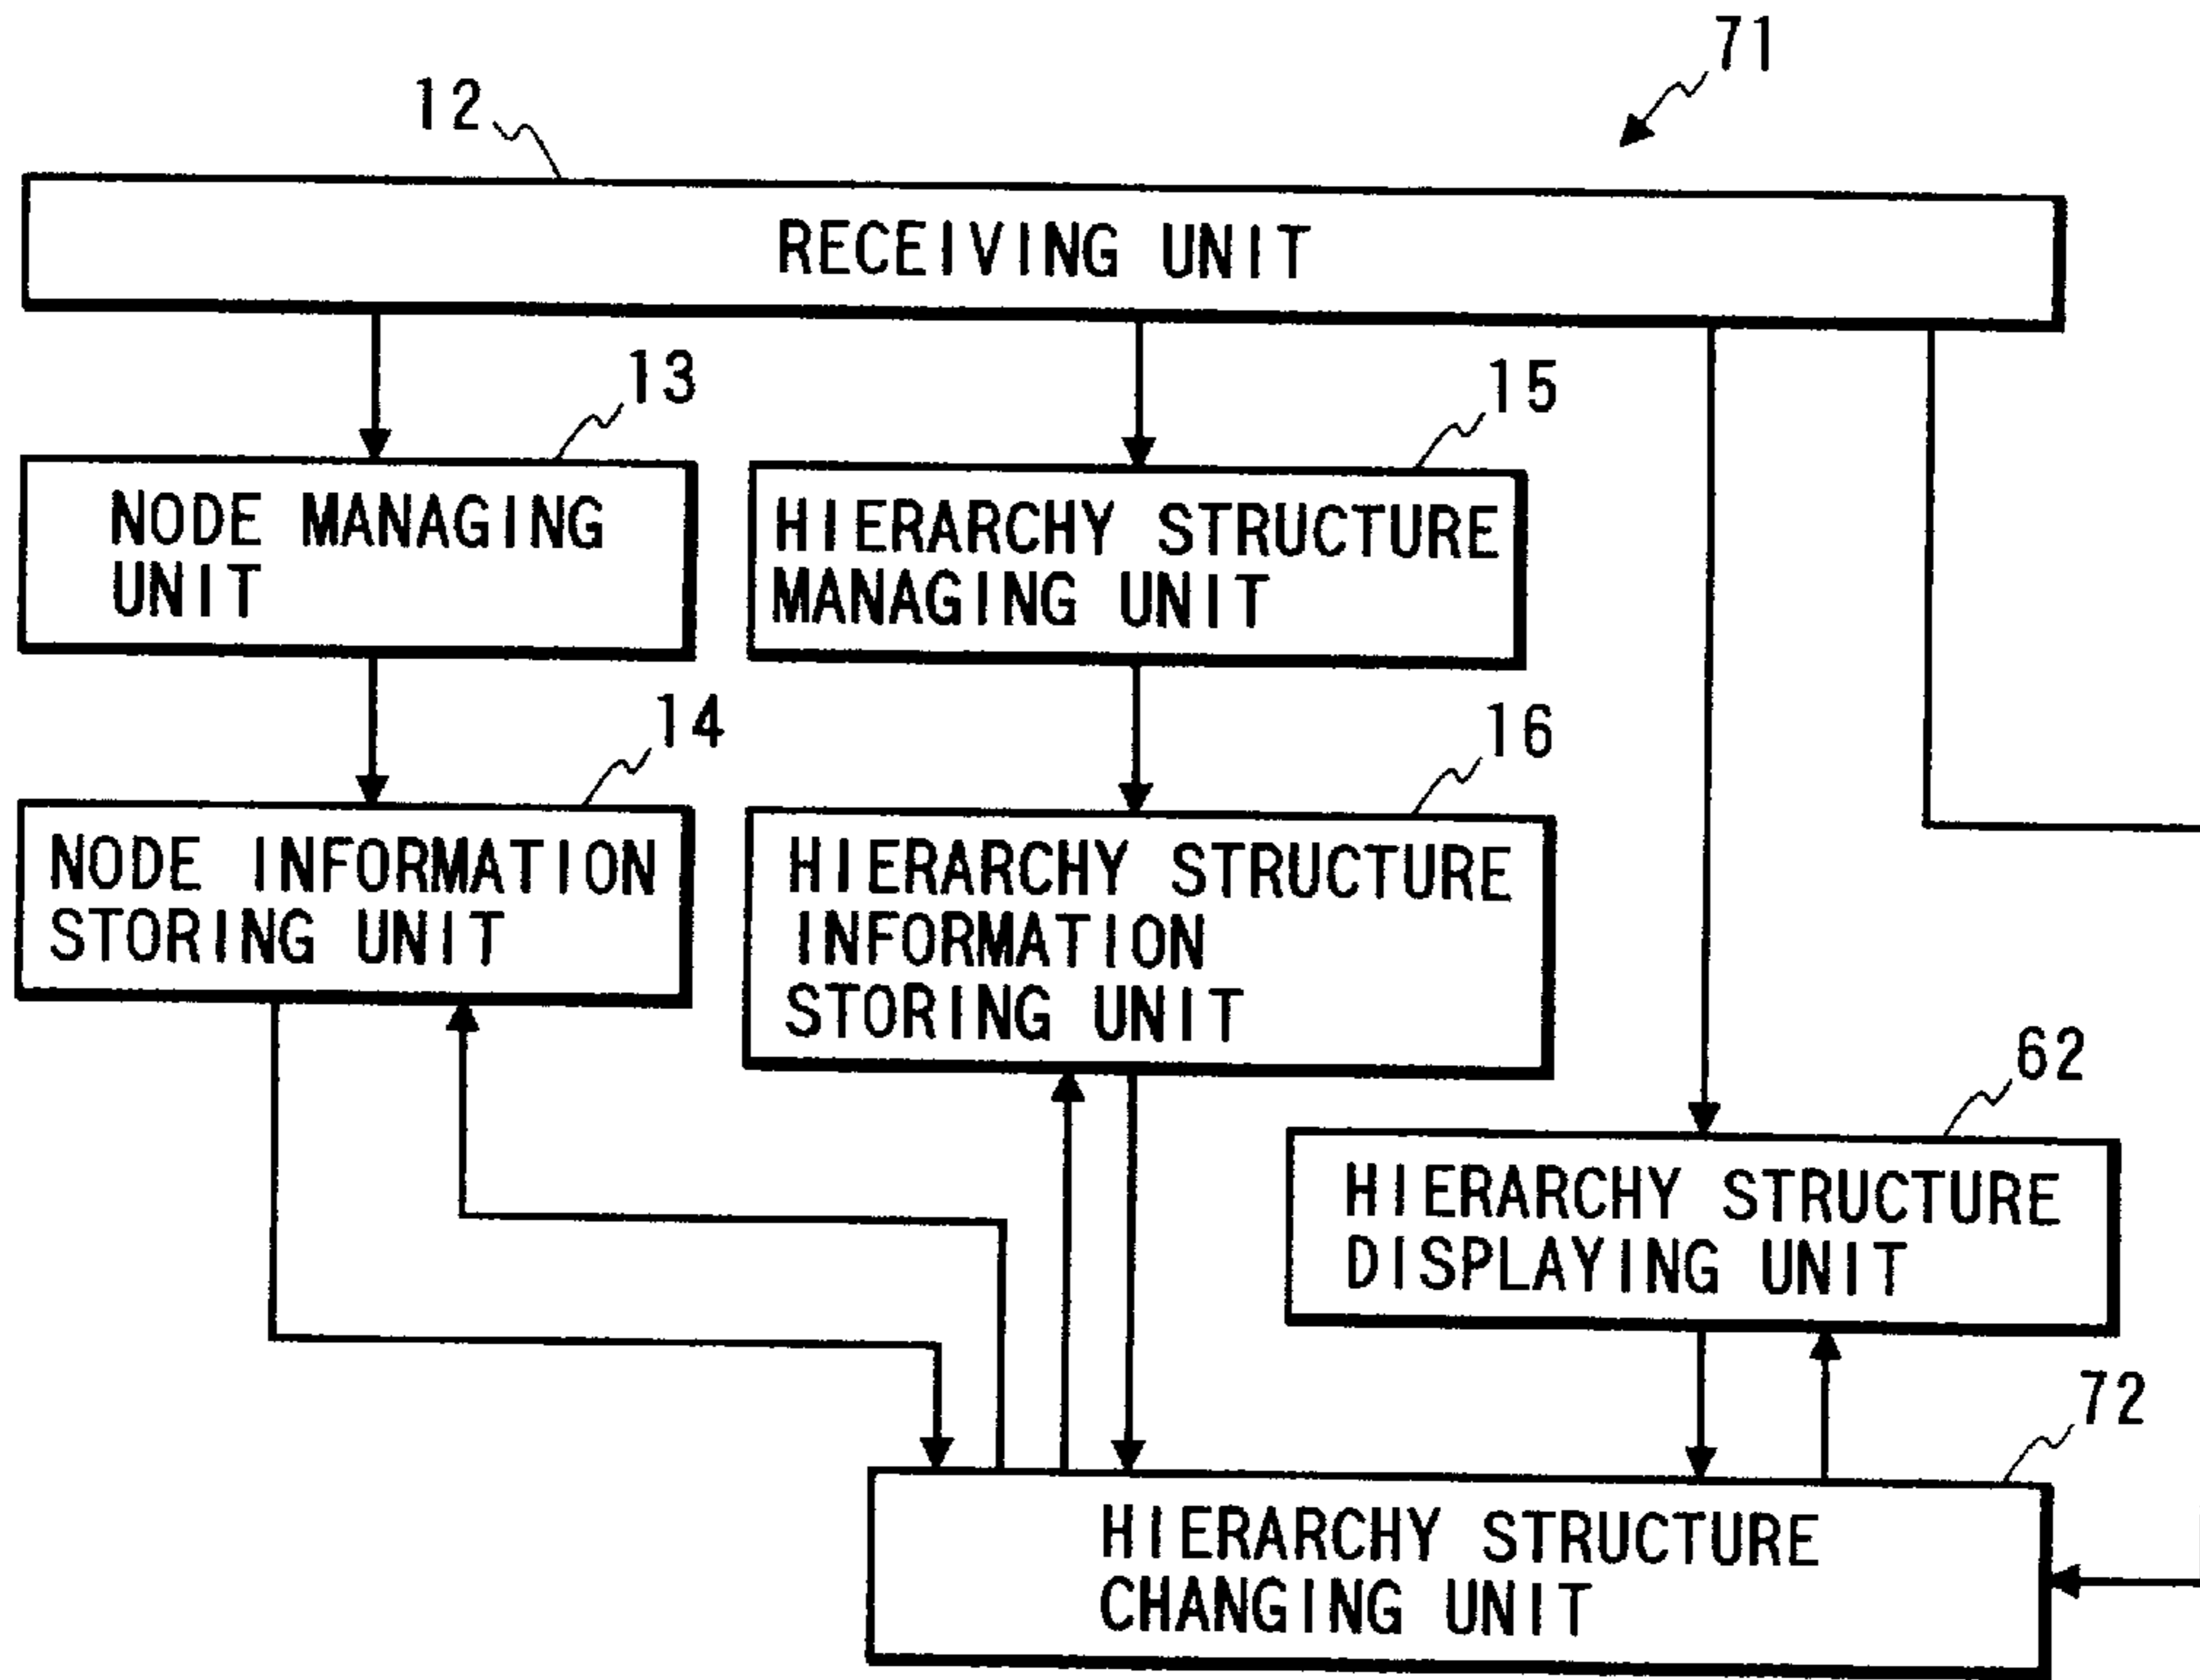 71
12
RECEIVING UNIT
13
15
NODE MANAGING
UNIT
HIERARCHY STRUCTURE
MANAGING UNIT
14
16
NODE INFORMATION
STORING UNIT
HIERARCHY STRUCTURE
INFORMATION
STORING UNIT
62
HIERARCHY STRUCTURE
DISPLAYING UNIT
72
HIERARCHY STRUCTURE
CHANGING UNIT